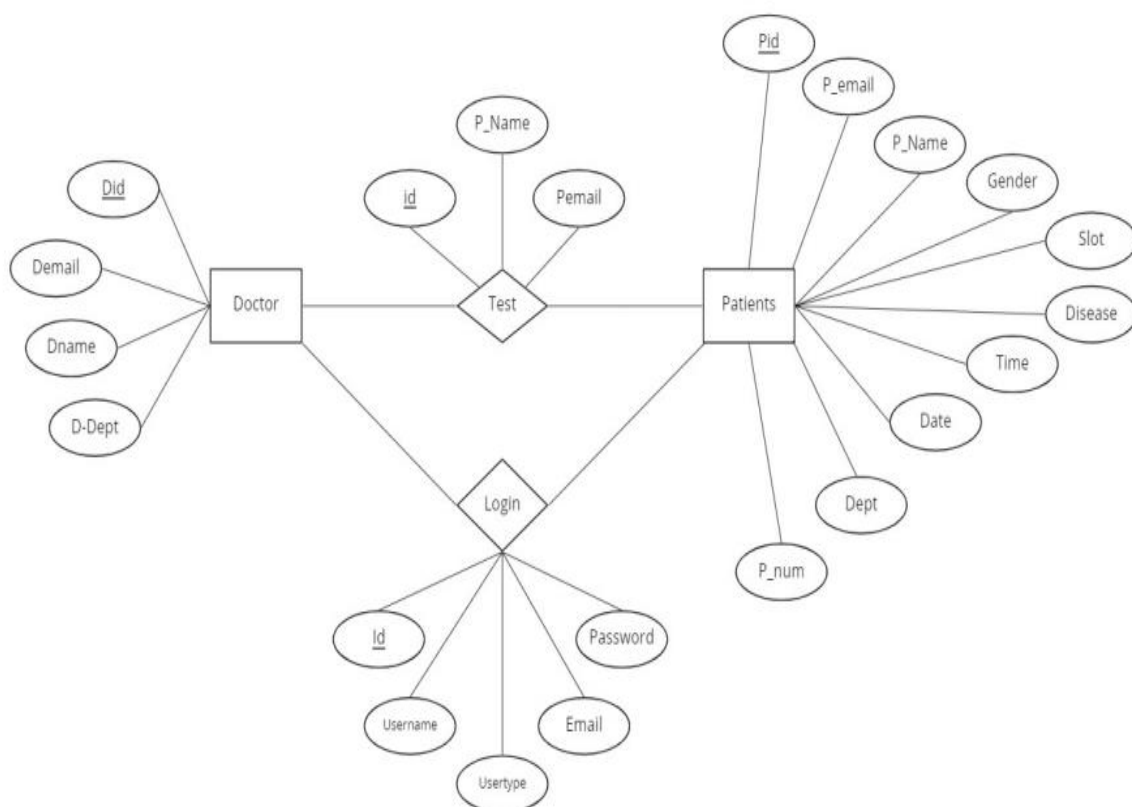 Pid
P_email
P_Name
P_Name
Gender
Did
id
Pemail
Slot
Demail
Doctor
Test
Patients
Disease
Dname
Time
D-Dept
Date
Login
Dept
P_num
Id
Password
Username
Email
Usertype